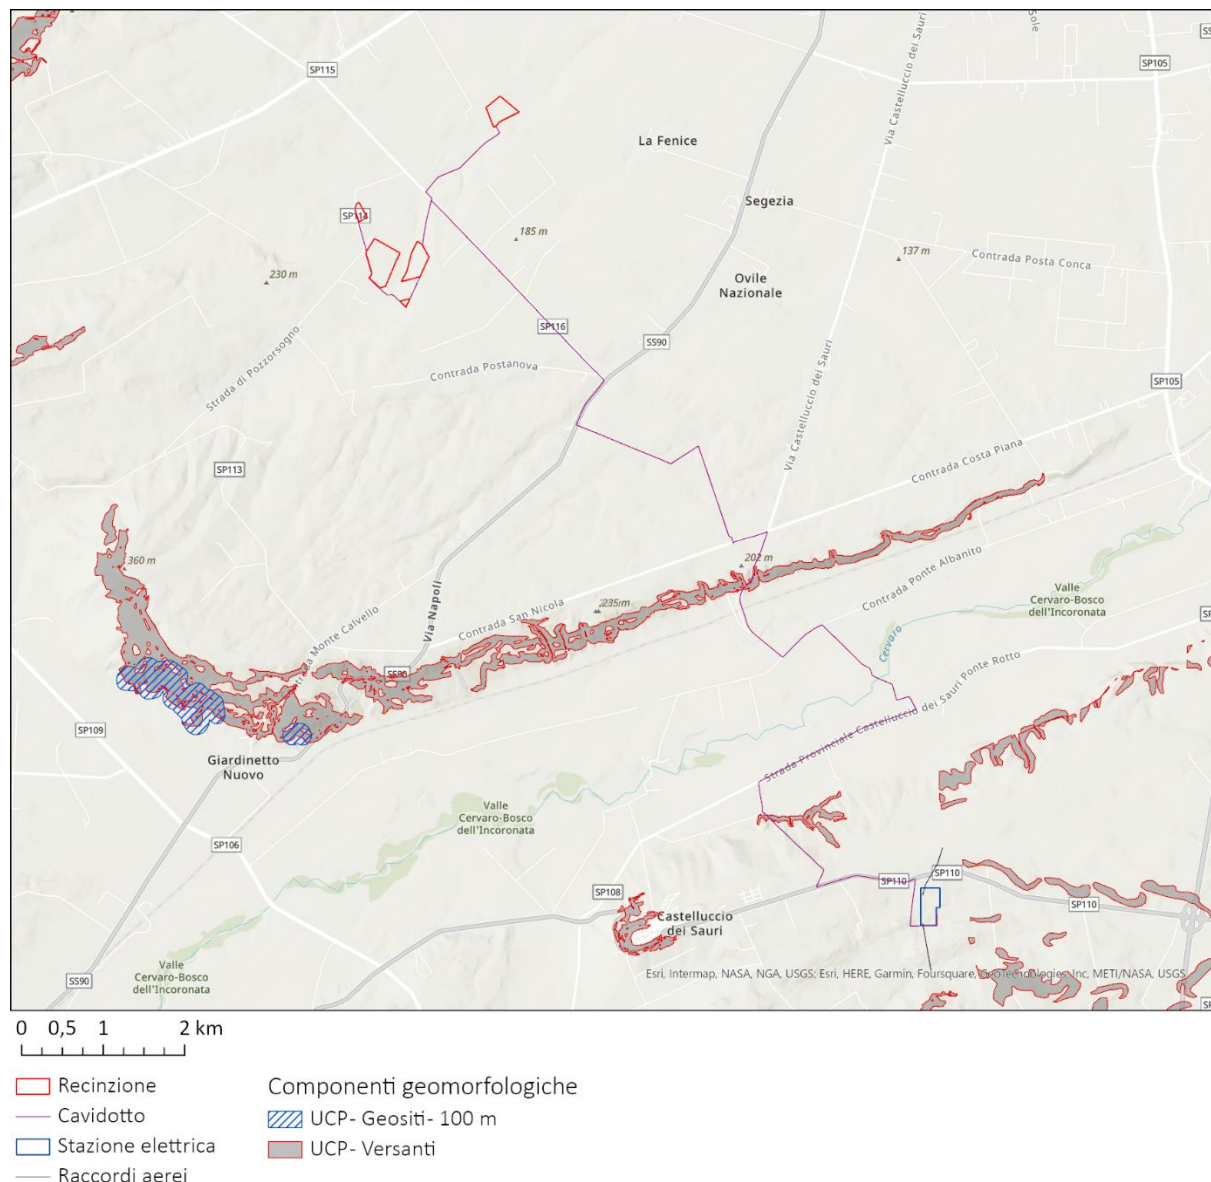 Sole
SS
SP115
SP105
Via Castelluccio dei Sauri
La Fenice
Segezia
SP114
185 m
137 m
Contrada Posta Conca
230 m
Ovile
Nazionale
SP116
SS90
Strada di Pozzorsogno
Contrada Postanova
SP105
Via Castelluccio dei Sauri
Contrada Costa Piana
SP113
360 m
202 m
Contrada Ponte Albanito
Valle
Cervaro-Bosco
dell'Incoronata
Via Napoli
235m
Contrada San Nicola
Strada Monte Calvello
SP
Cervaro
SS90
Strada Provinciale Castelluccio dei Sauri Ponte Rotto
SP109
Giardinetto
Nuovo
Valle
Cervaro-Bosco
dell'Incoronata
SP106
SP108
SP110
SP110
SP110
Castelluccio
dei Sauri
Valle
Cervaro-Bosco
dell'Incoronata
SS90
Esri, Intermap, NASA, NGA, USGS; Esri, HERE, Garmin, Foursquare, GeoTechnologies, Inc, METI/NASA, USGS
SP
0 0,5 1 2 km
Recinzione
Cavidotto
Stazione elettrica
Raccordi aerei
Componenti geomorfologiche
UCP- Geositi- 100 m
UCP- Versanti